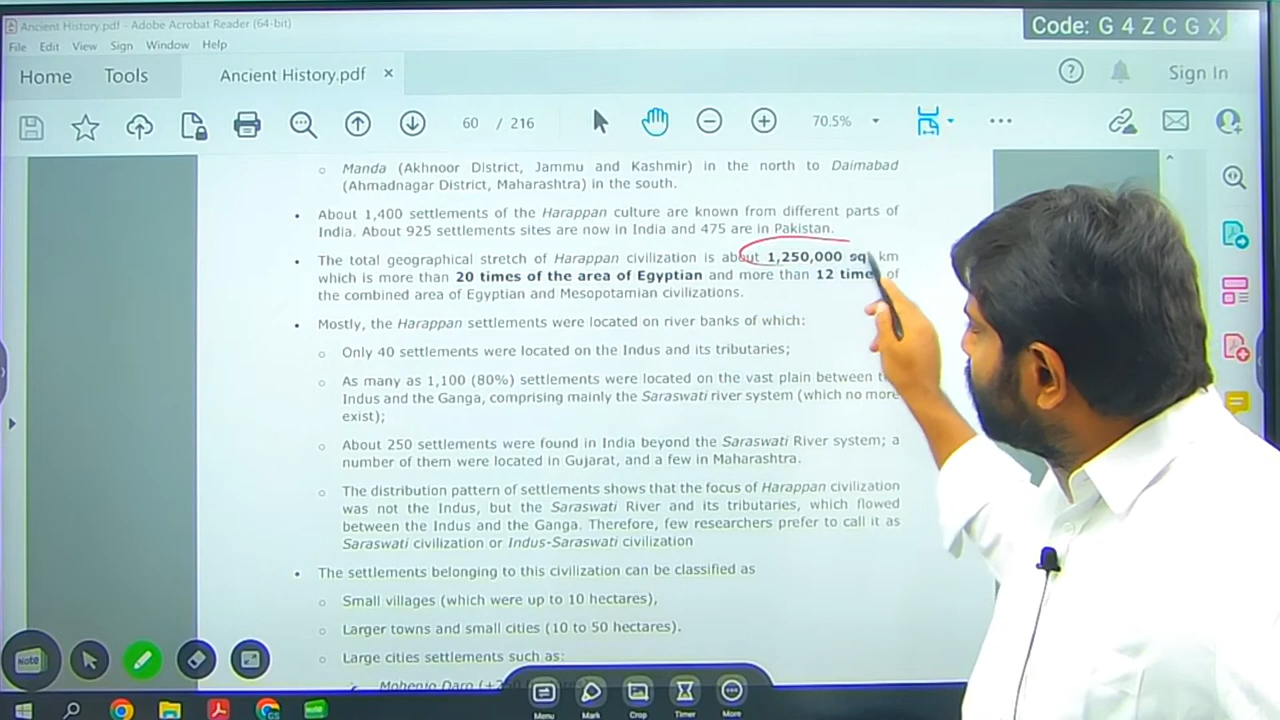 Ancient History.pdf - Adobe Acrobat Reader (64-bit)
Code: G 4 Z C G X
File Edit View Sign Window Help
Home Tools Ancient History.pdf × Sign In
60 / 216 70.5%
Manda (Akhnoor District, Jammu and Kashmir) in the north to Daimabad
(Ahmadnagar District, Maharashtra) in the south.
About 1,400 settlements of the Harappan culture are known from different parts of
India. About 925 settlements sites are now in India and 475 are in Pakistan.
The total geographical stretch of Harappan civilization is about 1,250,000 sq km
which is more than 20 times of the area of Egyptian and more than 12 time of
the combined area of Egyptian and Mesopotamian civilizations.
Mostly, the Harappan settlements were located on river banks of which:
Only 40 settlements were located on the Indus and its tributaries;
As many as 1,100 (80%) settlements were located on the vast plain between
Indus and the Ganga, comprising mainly the Saraswati river system (which no more
exist);
About 250 settlements were found in India beyond the Saraswati River system; a
number of them were located in Gujarat, and a few in Maharashtra.
The distribution pattern of settlements shows that the focus of Harappan civilization
was not the Indus, but the Saraswati River and its tributaries, which flowed
between the Indus and the Ganga. Therefore, few researchers prefer to call it as
Saraswati civilization or Indus-Saraswati civilization
The settlements belonging to this civilization can be classified as
Small villages (which were up to 10 hectares),
Larger towns and small cities (10 to 50 hectares).
Large cities settlements such as:
Mohenjo Daro
Note
Menu Mark Crop Timer More